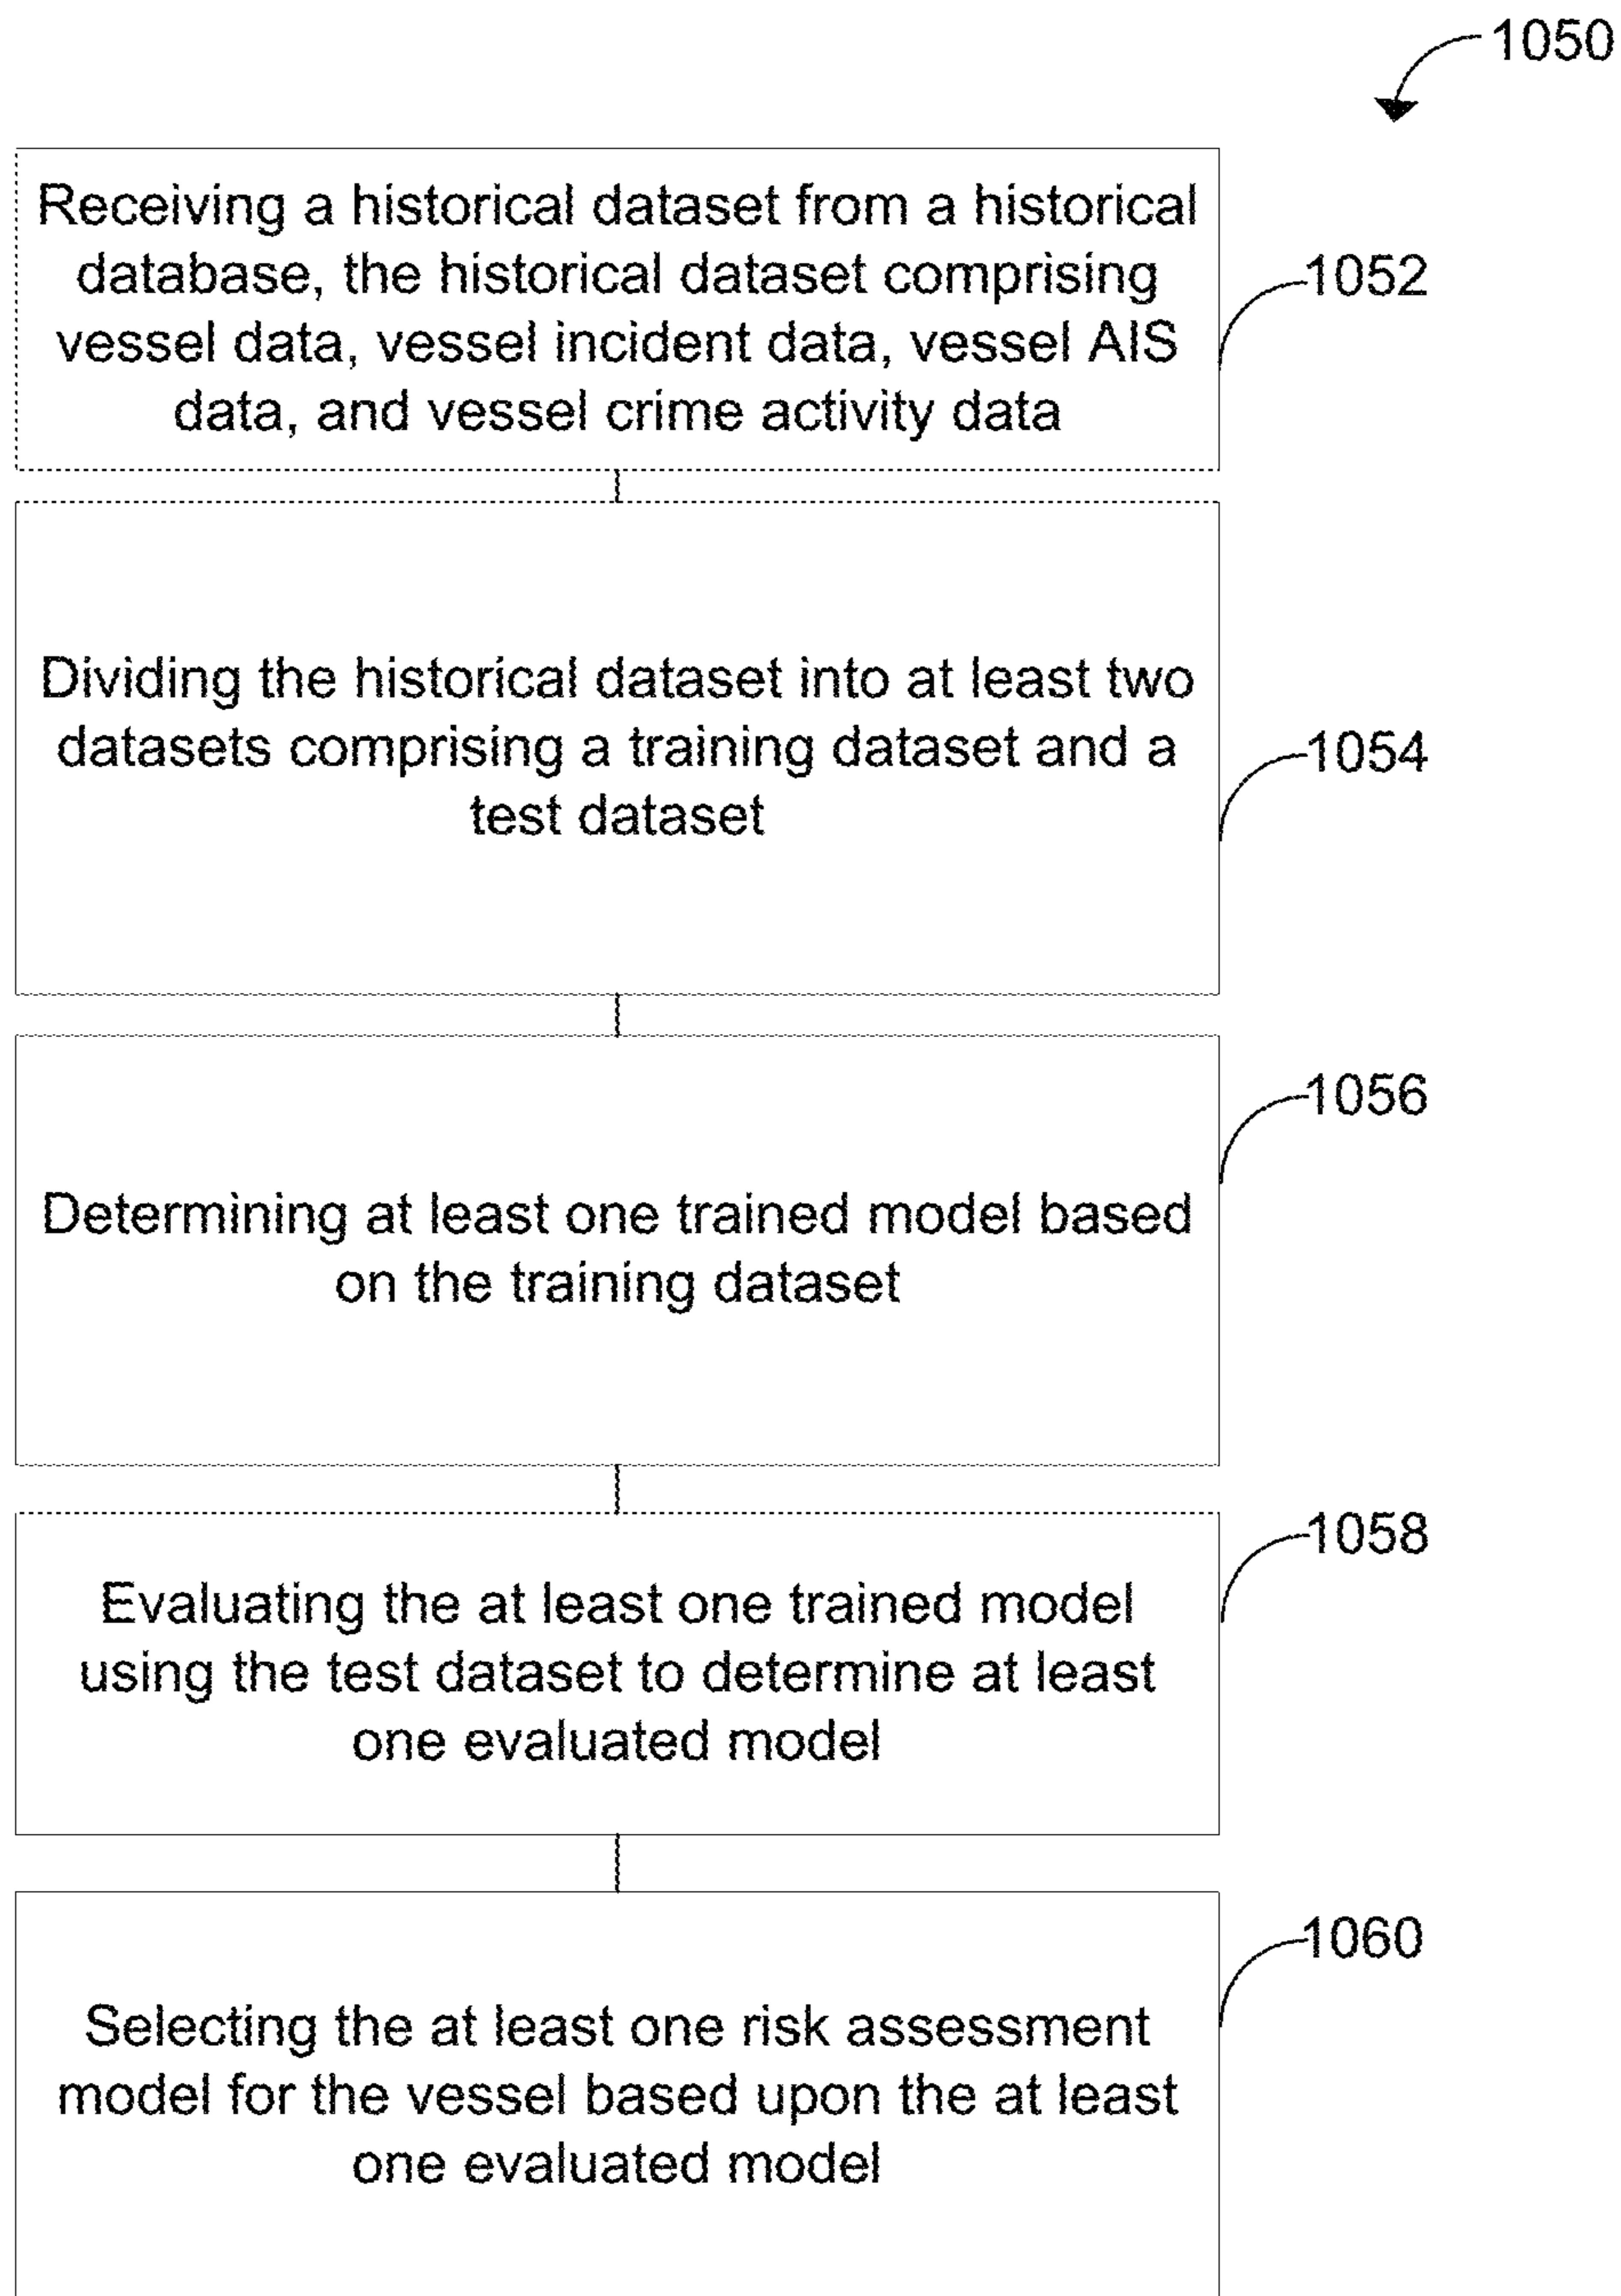 1050
Receiving a historical dataset from a historical
database, the historical dataset comprising
vessel data, vessel incident data, vessel AIS
data, and vessel crime activity data
1052
Dividing the historical dataset into at least two
datasets comprising a training dataset and a
test dataset
1054
1056
Determining at least one trained model based
on the training dataset
1058
Evaluating the at least one trained model
using the test dataset to determine at least
one evaluated model
1060
Selecting the at least one risk assessment
model for the vessel based upon the at least
one evaluated model